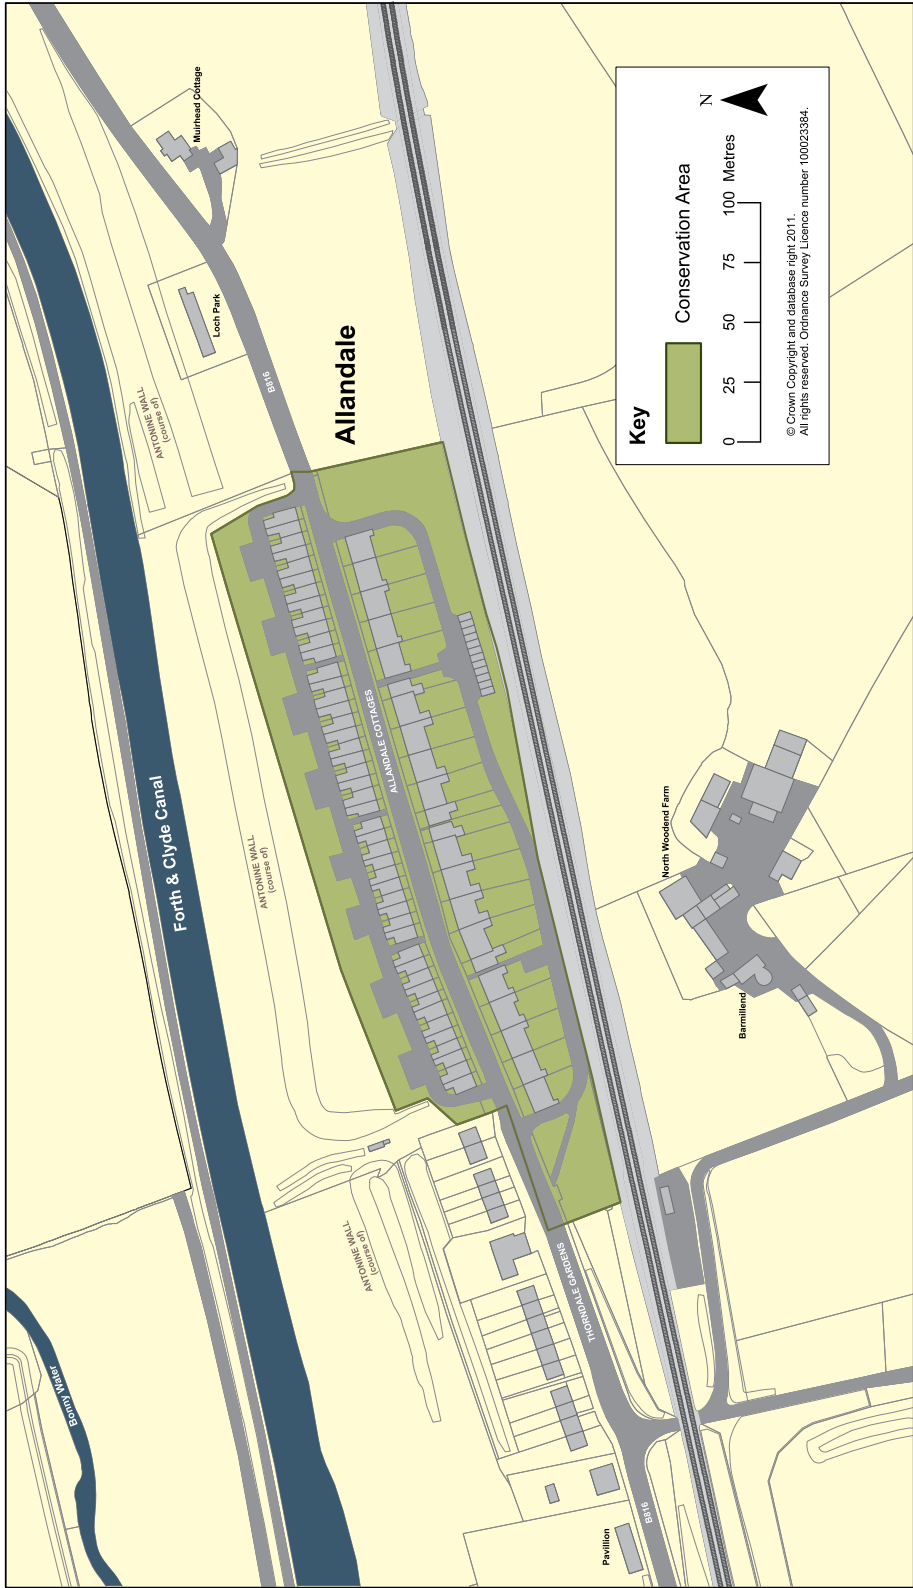 Bonny Water
Forth & Clyde Canal
ANTONINE WALL
(course of)
ANTONINE WALL
(course of)
ANTONINE WALL
(course of)
Muirhead Cottage
Loch Park
B816
Allandale
ALLANDALE COTTAGES
THORNDALE GARDENS
B816
Pavillion
North Woodend Farm
Barmillend
Key
Conservation Area
N
0 25 50 75 100 Metres
© Crown Copyright and database right 2011.
All rights reserved. Ordnance Survey Licence number 100023384.